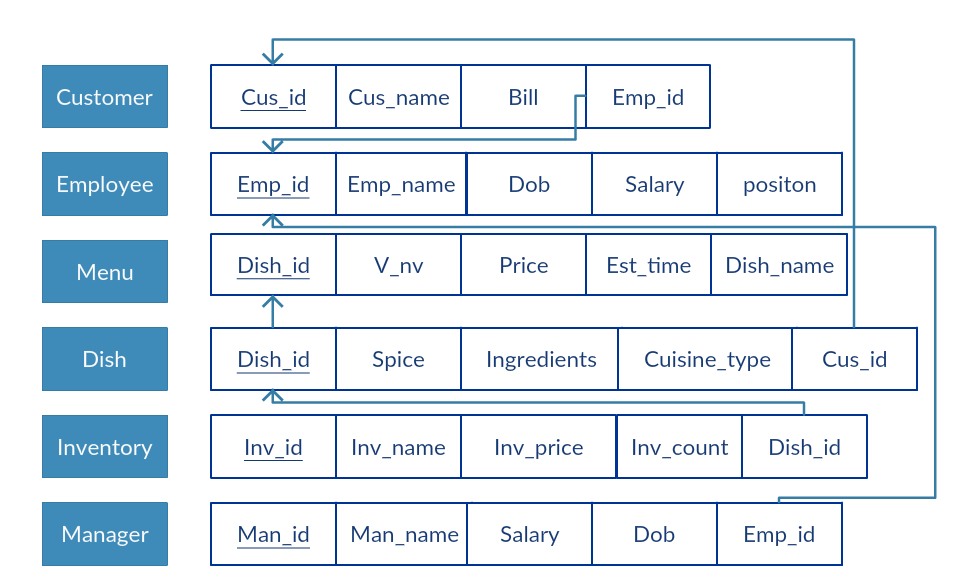 Customer Cus_id Cus_name Bill Emp_id
Employee Emp_id Emp_name Dob Salary positon
Menu Dish_id V_nv Price Est_time Dish_name
Dish Dish_id Spice Ingredients Cuisine_type Cus_id
Inventory Inv_id Inv_name Inv_price Inv_count Dish_id
Manager Man_id Man_name Salary Dob Emp_id